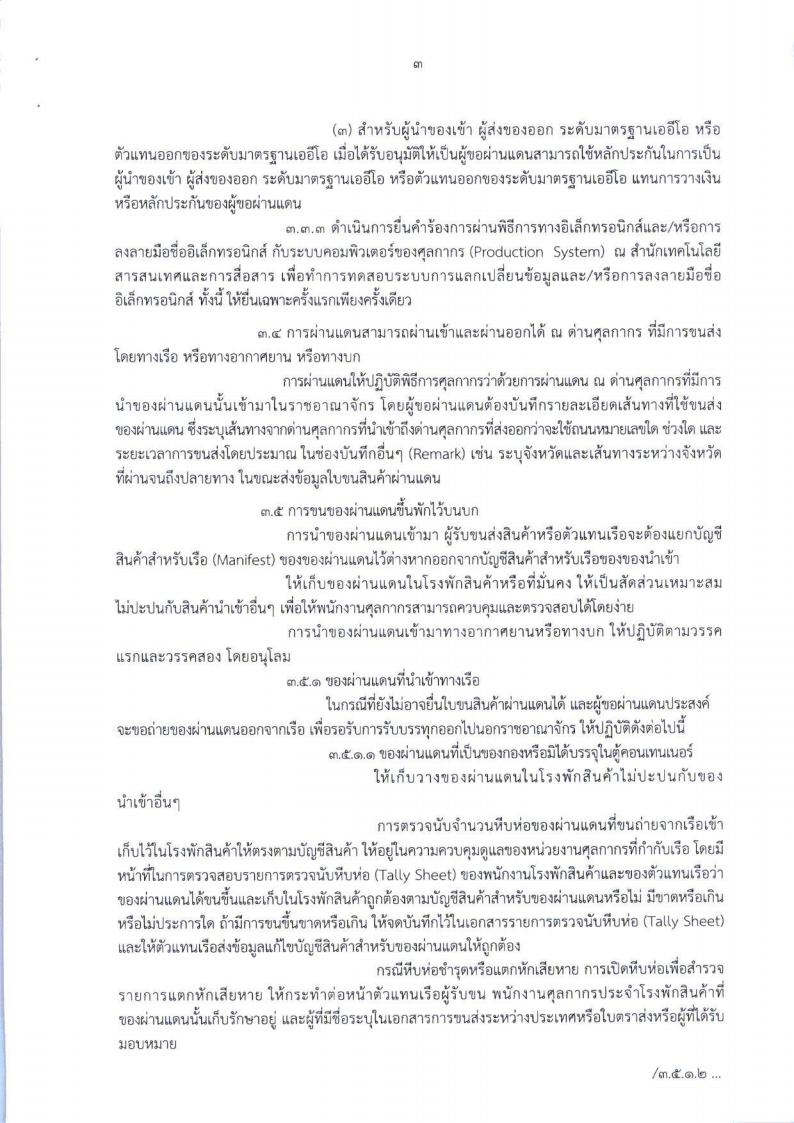 ๓
(๓) สำหรับผู้นำของเข้า ผู้ส่งของออก ระดับมาตรฐานเออีโอ หรือ
ตัวแทนออกของระดับมาตรฐานเออีโอ เมื่อได้รับอนุมัติให้เป็นผู้ขอผ่านแดนสามารถใช้หลักประกันในการเป็น
ผู้นำของเข้า ผู้ส่งของออก ระดับมาตรฐานเออีโอ หรือตัวแทนออกของระดับมาตรฐานเออีโอ แทนการวางเงิน
หรือหลักประกันของผู้ขอผ่านแดน
๓.๓.๓ ดำเนินการยื่นคำร้องการผ่านพิธีการทางอิเล็กทรอนิกส์และ/หรือการ
ลงลายมือชื่ออิเล็กทรอนิกส์ กับระบบคอมพิวเตอร์ของศุลกากร (Production System) ณ สำนักเทคโนโลยี
สารสนเทศและการสื่อสาร เพื่อทำการทดสอบระบบการแลกเปลี่ยนข้อมูลและ/หรือการลงลายมือชื่อ
อิเล็กทรอนิกส์ ทั้งนี้ ให้ยื่นเฉพาะครั้งแรกเพียงครั้งเดียว
๓.๔ การผ่านแดนสามารถผ่านเข้าและผ่านออกได้ ณ ด่านศุลกากร ที่มีการขนส่ง
โดยทางเรือ หรือทางอากาศยาน หรือทางบก
การผ่านแดนให้ปฏิบัติพิธีการศุลกากรว่าด้วยการผ่านแดน ณ ด่านศุลกากรที่มีการ
นำของผ่านแดนนั้นเข้ามาในราชอาณาจักร โดยผู้ขอผ่านแดนต้องบันทึกรายละเอียดเส้นทางที่ใช้ขนส่ง
ของผ่านแดน ซึ่งระบุเส้นทางจากด่านศุลกากรที่นำเข้าถึงด่านศุลกากรที่ส่งออกว่าจะใช้ถนนหมายเลขใด ช่วงใด และ
ระยะเวลาการขนส่งโดยประมาณ ในช่องบันทึกอื่นๆ (Remark) เช่น ระบุจังหวัดและเส้นทางระหว่างจังหวัด
ที่ผ่านจนถึงปลายทาง ในขณะส่งข้อมูลใบขนสินค้าผ่านแดน
๓.๕ การขนของผ่านแดนขึ้นพักไว้บนบก
การนำของผ่านแดนเข้ามา ผู้รับขนส่งสินค้าหรือตัวแทนเรือจะต้องแยกบัญชี
สินค้าสำหรับเรือ (Manifest) ของของผ่านแดนไว้ต่างหากออกจากบัญชีสินค้าสำหรับเรือของของนำเข้า
ให้เก็บของผ่านแดนในโรงพักสินค้าหรือที่มั่นคง ให้เป็นสัดส่วนเหมาะสม
ไม่ปะปนกับสินค้านำเข้าอื่นๆ เพื่อให้พนักงานศุลกากรสามารถควบคุมและตรวจสอบได้โดยง่าย
การนำของผ่านแดนเข้ามาทางอากาศยานหรือทางบก ให้ปฏิบัติตามวรรค
แรกและวรรคสอง โดยอนุโลม
๓.๕.๑ ของผ่านแดนที่นำเข้าทางเรือ
ในกรณีที่ยังไม่อาจยื่นใบขนสินค้าผ่านแดนได้ และผู้ขอผ่านแดนประสงค์
จะขอถ่ายของผ่านแดนออกจากเรือ เพื่อรอรับการรับบรรทุกออกไปนอกราชอาณาจักร ให้ปฏิบัติดังต่อไปนี้
๓.๕.๑.๑ ของผ่านแดนที่เป็นของกองหรือมิได้บรรจุในตู้คอนเทนเนอร์
ให้เก็บวางของผ่านแดนในโรงพักสินค้าไม่ปะปนกับของ
นำเข้าอื่นๆ
การตรวจนับจำนวนหีบห่อของผ่านแดนที่ขนถ่ายจากเรือเข้า
เก็บไว้ในโรงพักสินค้าให้ตรงตามบัญชีสินค้า ให้อยู่ในความควบคุมดูแลของหน่วยงานศุลกากรที่กำกับเรือ โดยมี
หน้าที่ในการตรวจสอบรายการตรวจนับหีบห่อ (Tally Sheet) ของพนักงานโรงพักสินค้าและของตัวแทนเรือว่า
ของผ่านแดนได้ขนขึ้นและเก็บในโรงพักสินค้าถูกต้องตามบัญชีสินค้าสำหรับของผ่านแดนหรือไม่ มีขาดหรือเกิน
หรือไม่ประการใด ถ้ามีการขนขึ้นขาดหรือเกิน ให้จดบันทึกไว้ในเอกสารรายการตรวจนับหีบห่อ (Tally Sheet)
และให้ตัวแทนเรือส่งข้อมูลแก้ไขบัญชีสินค้าสำหรับของผ่านแดนให้ถูกต้อง
กรณีหีบห่อชำรุดหรือแตกหักเสียหาย การเปิดหีบห่อเพื่อสำรวจ
รายการแตกหักเสียหาย ให้กระทำต่อหน้าตัวแทนเรือผู้รับขน พนักงานศุลกากรประจำโรงพักสินค้าที่
ของผ่านแดนนั้นเก็บรักษาอยู่ และผู้ที่มีชื่อระบุในเอกสารการขนส่งระหว่างประเทศหรือใบตราส่งหรือผู้ที่ได้รับ
มอบหมาย
/๓.๕.๑.๒ ...